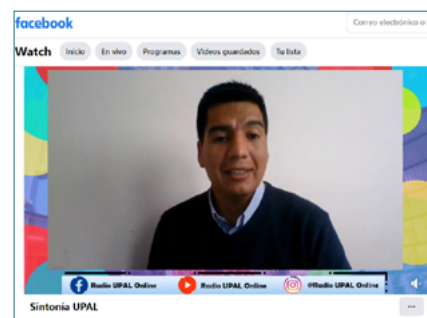 facebook
Correo electrónico o
Watch Inicio En vivo Programas Videos guardados Tu lista
Radio UPAL Online Radio UPAL Online @Radio UPAL Online
Sintonía UPAL